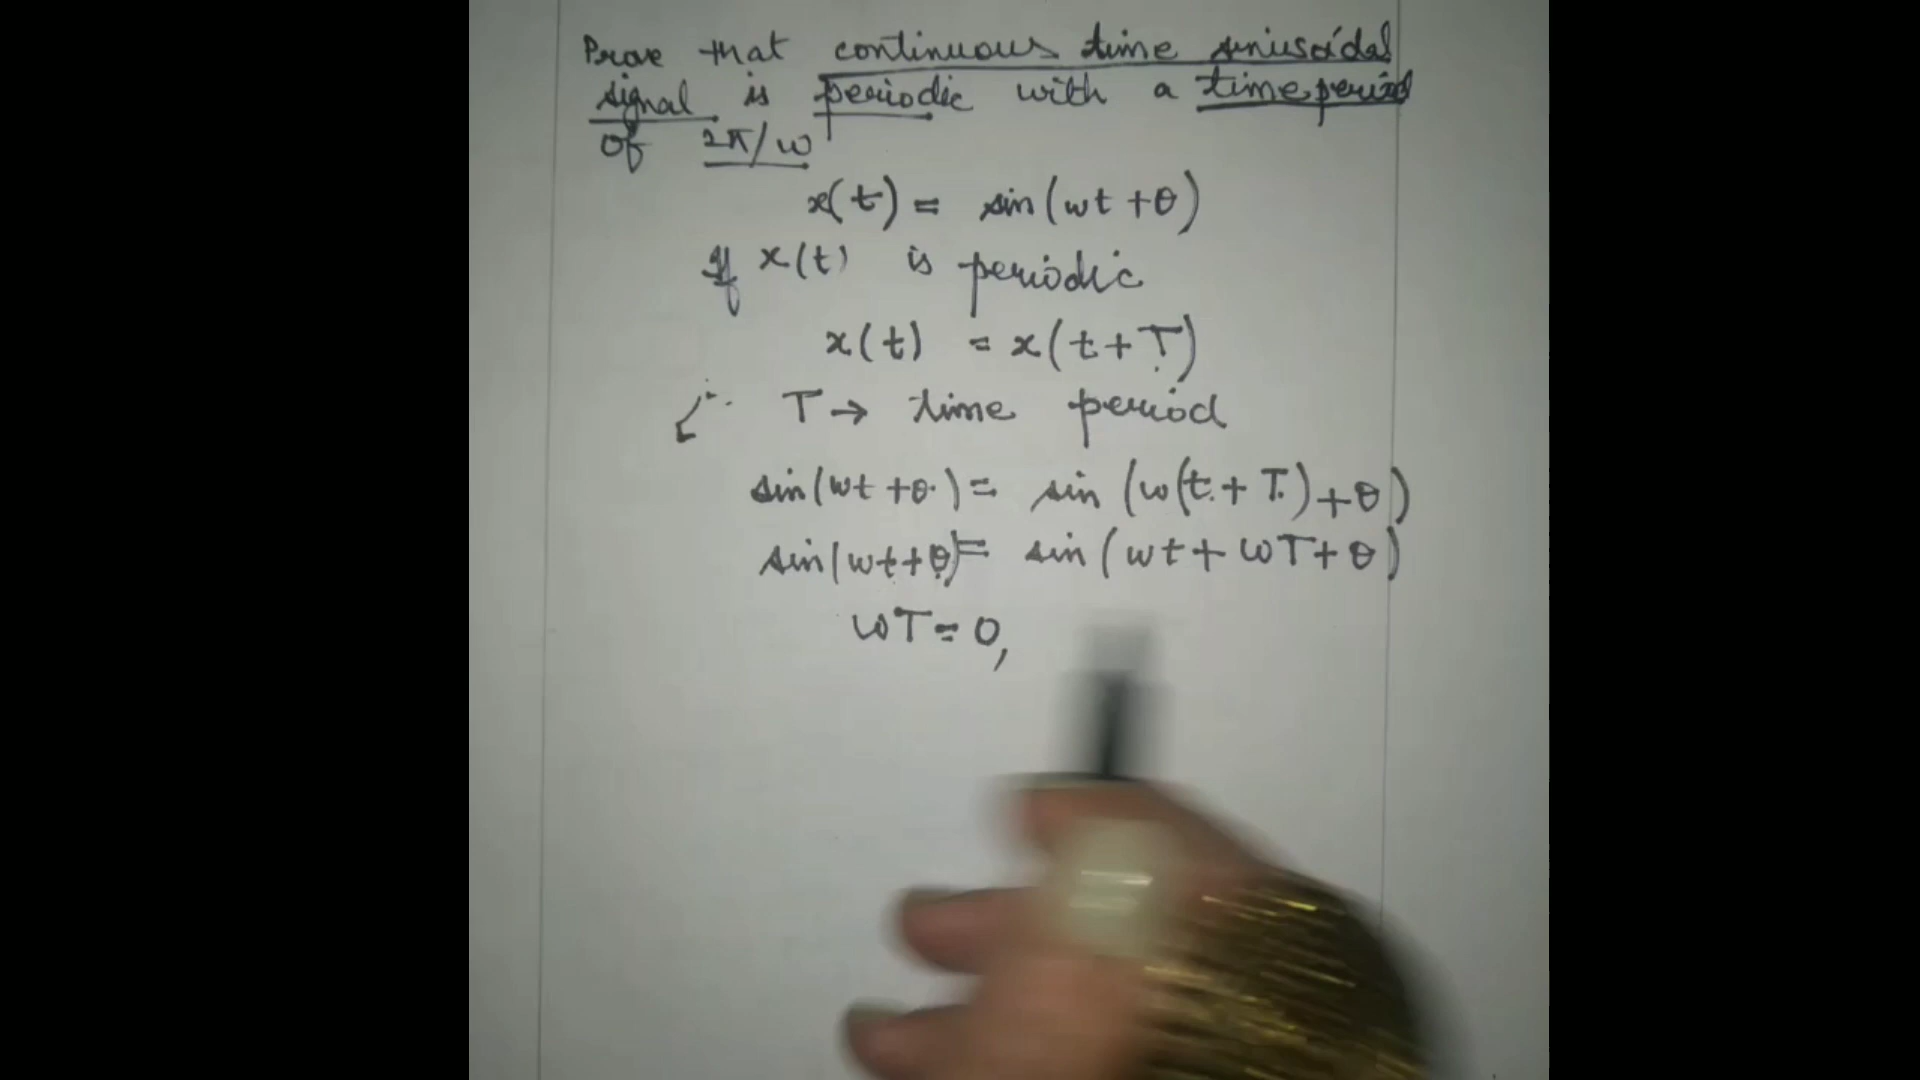 Prove that continuous time sinusoidal
signal is periodic with a time period
of 2π/ω
x(t) = sin(ωt + θ)
If x(t) is periodic
x(t) = x(t + T)
T → time period
sin(ωt + θ) = sin(ω(t + T) + θ)
sin(ωt + θ) = sin(ωt + ωT + θ)
ωT = 0,